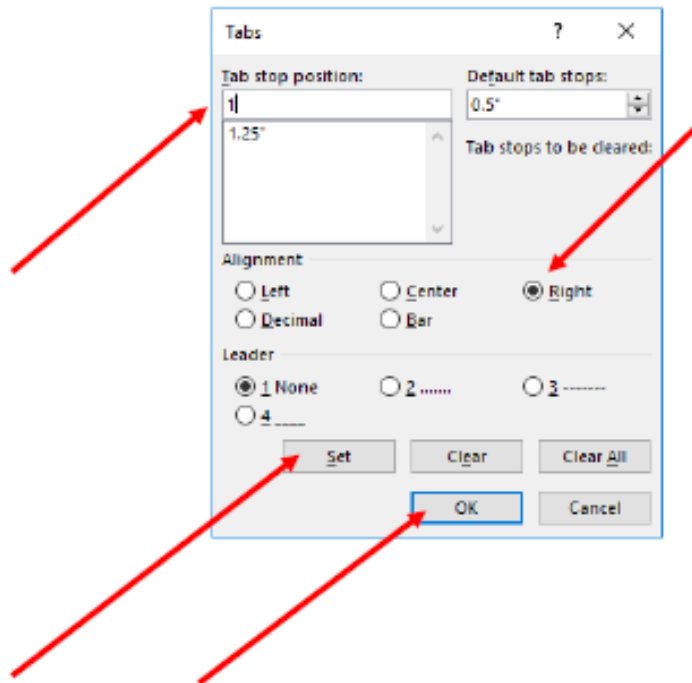 Tabs ? ×
Tab stop position: Default tab stops:
1 0.5"
1.25" Tab stops to be cleared:
Alignment
Left Center Right
Decimal Bar
Leader
1 None 2 ....... 3 -------
4 ___
Set Clear Clear All
OK Cancel